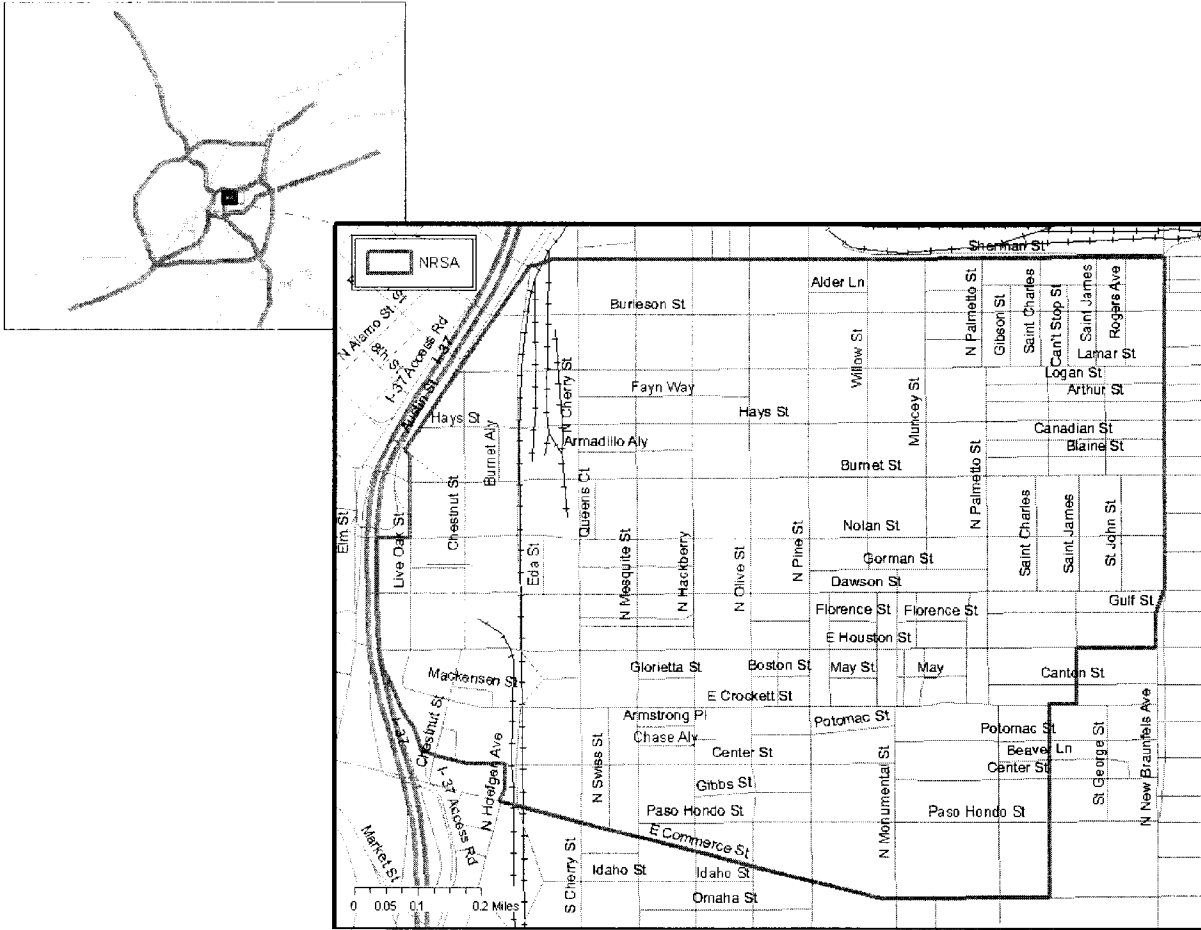 NRSA
Sherman St
N Alamo St
8th St
I-37 Access Rd
I-37
Austin St
Burleson St
Alder Ln
N Palmetto St
Gibson St
Saint Charles
Can't Stop St
Saint James
Rogers Ave
Lamar St
Logan St
Arthur St
Willow St
Fayn Way
N Cherry St
Hays St
Hays St
Muncey St
Canadian St
Blaine St
Burnet Aly
Armadillo Aly
Burnet St
N Palmetto St
Elm St
Live Oak St
Chestnut St
Queens Ct
Eda St
N Mesquite St
N Hackberry
N Olive St
N Pine St
Nolan St
Gorman St
Dawson St
Saint Charles
Saint James
St John St
Gulf St
Florence St
Florence St
E Houston St
Mackensen St
Glorietta St
Boston St
May St
May
Canton St
E Crockett St
Armstrong Pl
Potomac St
Potomac St
Chase Aly
Center St
Beaver Ln
Center St
I-37
Chestnut St
I-37 Access Rd
N Hoefgen Ave
N Swiss St
Gibbs St
Paso Hondo St
N Monumental St
Paso Hondo St
St George St
N New Braunfels Ave
E Commerce St
Market St
S Cherry St
Idaho St
Idaho St
Omaha St
0 0.05 0.1 0.2 Miles